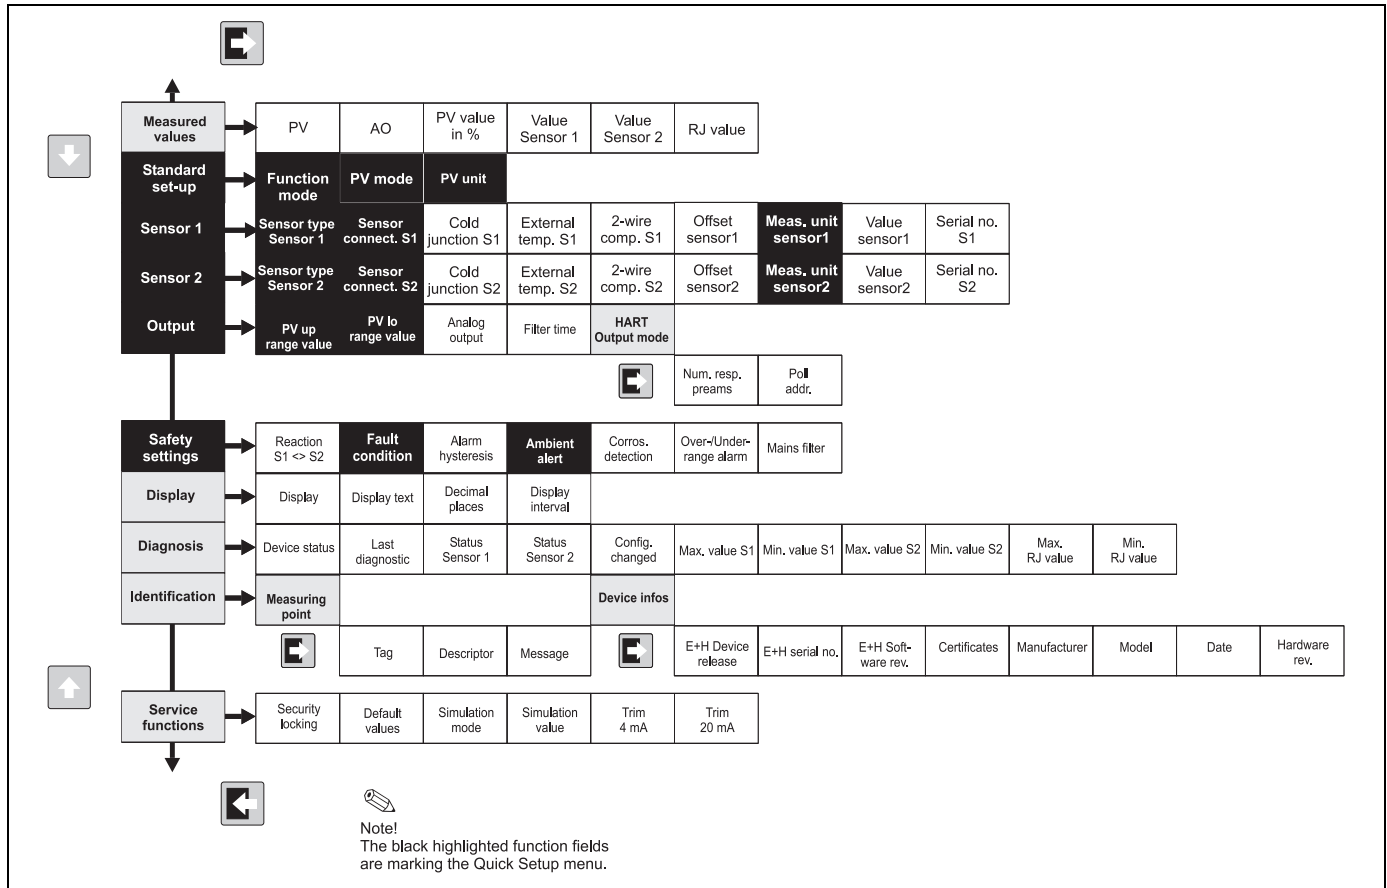 Measured
values
PV
AO
PV value
in %
Value
Sensor 1
Value
Sensor 2
RJ value
Standard
set-up
Function
mode
PV mode
PV unit
Sensor 1
Sensor type
Sensor 1
Sensor
connect. S1
Cold
junction S1
External
temp. S1
2-wire
comp. S1
Offset
sensor1
Meas. unit
sensor1
Value
sensor1
Serial no.
S1
Sensor 2
Sensor type
Sensor 2
Sensor
connect. S2
Cold
junction S2
External
temp. S2
2-wire
comp. S2
Offset
sensor2
Meas. unit
sensor2
Value
sensor2
Serial no.
S2
Output
PV up
range value
PV lo
range value
Analog
output
Filter time
HART
Output mode
Num. resp.
preams
Poll
addr.
Safety
settings
Reaction
S1 <> S2
Fault
condition
Alarm
hysteresis
Ambient
alert
Corros.
detection
Over-/Under-
range alarm
Mains filter
Display
Display
Display text
Decimal
places
Display
interval
Diagnosis
Device status
Last
diagnostic
Status
Sensor 1
Status
Sensor 2
Config.
changed
Max. value S1
Min. value S1
Max. value S2
Min. value S2
Max.
RJ value
Min.
RJ value
Identification
Measuring
point
Device infos
Tag
Descriptor
Message
E+H Device
release
E+H serial no.
E+H Soft-
ware rev.
Certificates
Manufacturer
Model
Date
Hardware
rev.
Service
functions
Security
locking
Default
values
Simulation
mode
Simulation
value
Trim
4 mA
Trim
20 mA
Note!
The black highlighted function fields
are marking the Quick Setup menu.